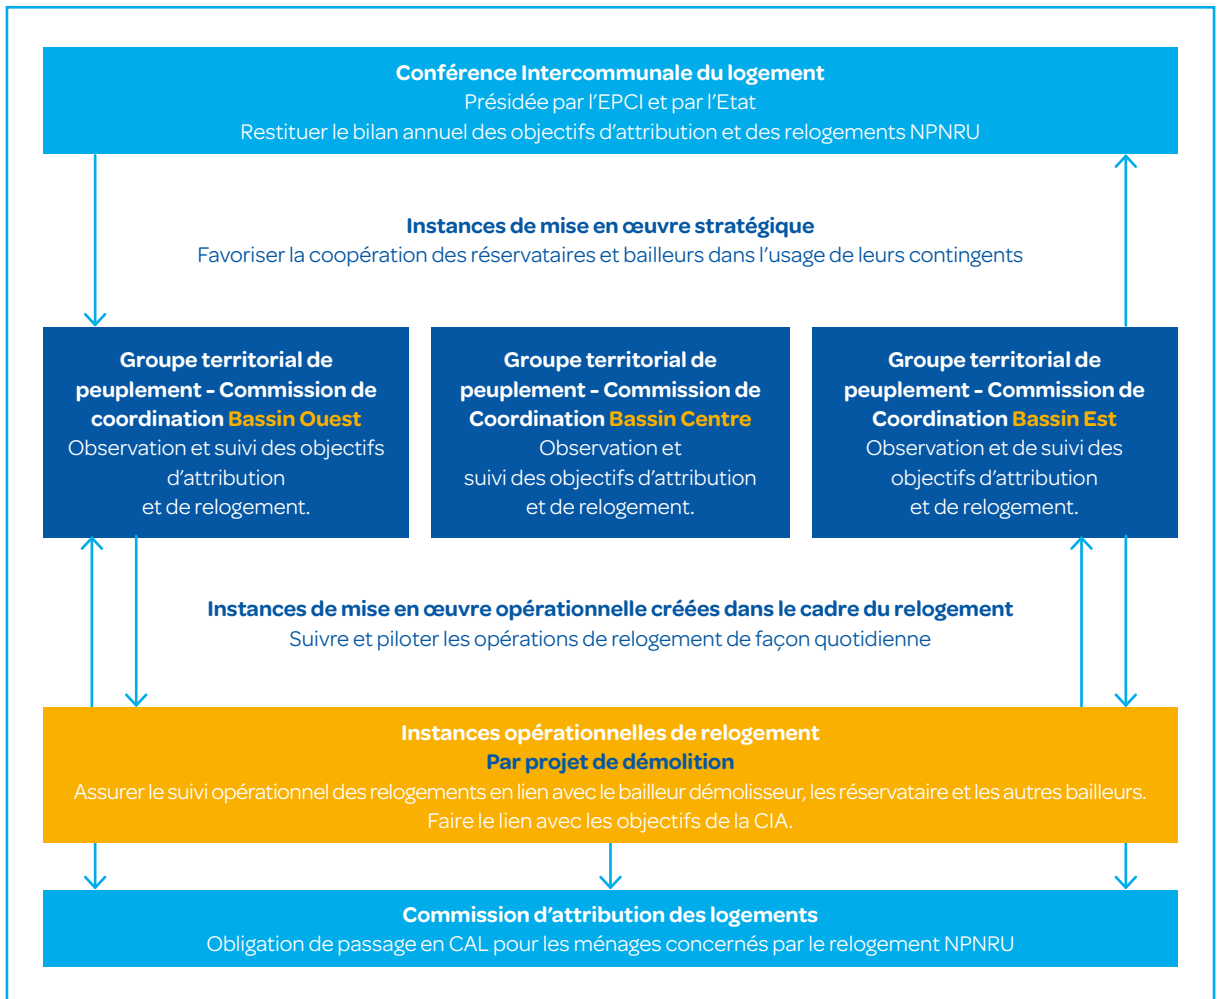 Conférence Intercommunale du logement
Présidée par l'EPCI et par l'Etat
Restituer le bilan annuel des objectifs d'attribution et des relogements NPNRU
Instances de mise en œuvre stratégique
Favoriser la coopération des réservataires et bailleurs dans l'usage de leurs contingents
Groupe territorial de
peuplement - Commission de
coordination Bassin Ouest
Observation et suivi des objectifs
d'attribution
et de relogement.
Groupe territorial de
peuplement - Commission de
Coordination Bassin Centre
Observation et
suivi des objectifs d'attribution
et de relogement.
Groupe territorial de
peuplement - Commission de
Coordination Bassin Est
Observation et de suivi des
objectifs d'attribution
et de relogement.
Instances de mise en œuvre opérationnelle créées dans le cadre du relogement
Suivre et piloter les opérations de relogement de façon quotidienne
Instances opérationnelles de relogement
Par projet de démolition
Assurer le suivi opérationnel des relogements en lien avec le bailleur démolisseur, les réservataire et les autres bailleurs.
Faire le lien avec les objectifs de la CIA.
Commission d'attribution des logements
Obligation de passage en CAL pour les ménages concernés par le relogement NPNRU